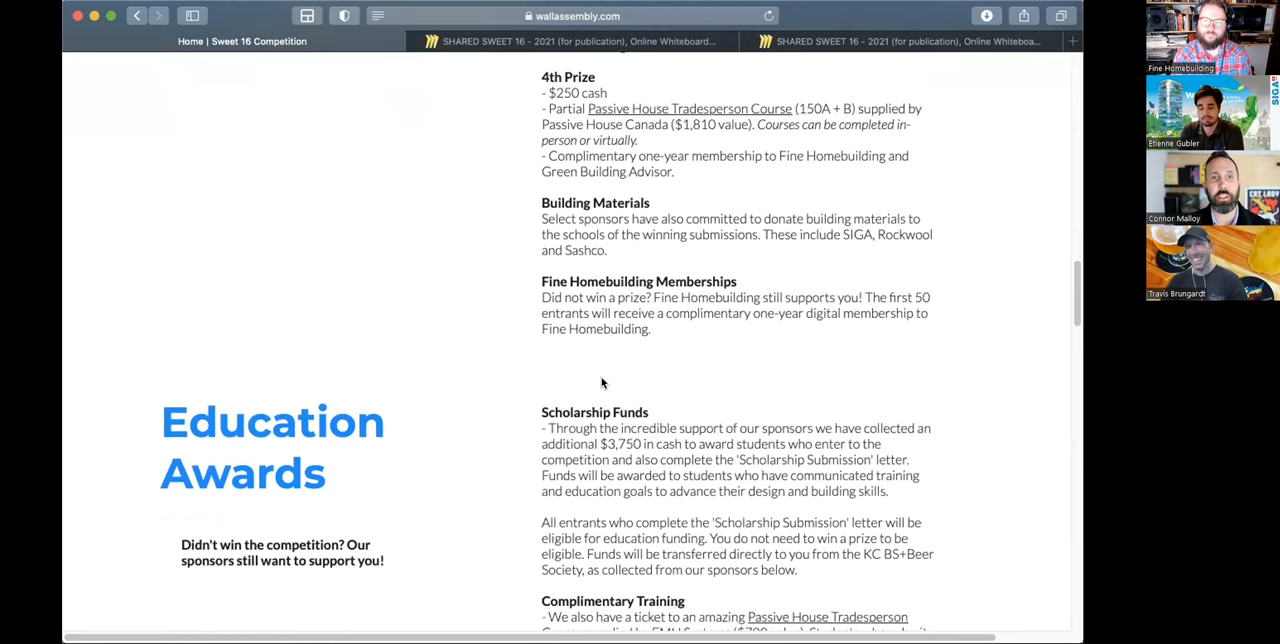 wallassembly.com
Home | Sweet 16 Competition
SHARED SWEET 16 - 2021 (for publication), Online Whiteboard...
SHARED SWEET 16 - 2021 (for publication), Online Whiteboa...
4th Prize
- $250 cash
- Partial Passive House Tradesperson Course (150A + B) supplied by
Passive House Canada ($1,810 value). Courses can be completed in-
person or virtually.
- Complimentary one-year membership to Fine Homebuilding and
Green Building Advisor.
Building Materials
Select sponsors have also committed to donate building materials to
the schools of the winning submissions. These include SIGA, Rockwool
and Sashco.
Fine Homebuilding Memberships
Did not win a prize? Fine Homebuilding still supports you! The first 50
entrants will receive a complimentary one-year digital membership to
Fine Homebuilding.
Education
Awards
Didn't win the competition? Our
sponsors still want to support you!
Scholarship Funds
- Through the incredible support of our sponsors we have collected an
additional $3,750 in cash to award students who enter to the
competition and also complete the 'Scholarship Submission' letter.
Funds will be awarded to students who have communicated training
and education goals to advance their design and building skills.
All entrants who complete the 'Scholarship Submission' letter will be
eligible for education funding. You do not need to win a prize to be
eligible. Funds will be transferred directly to you from the KC BS+Beer
Society, as collected from our sponsors below.
Complimentary Training
- We also have a ticket to an amazing Passive House Tradesperson
Fine Homebuilding
SIGA
Etienne Gubler
CAT LADY
Connor Malloy
Travis Brungardt